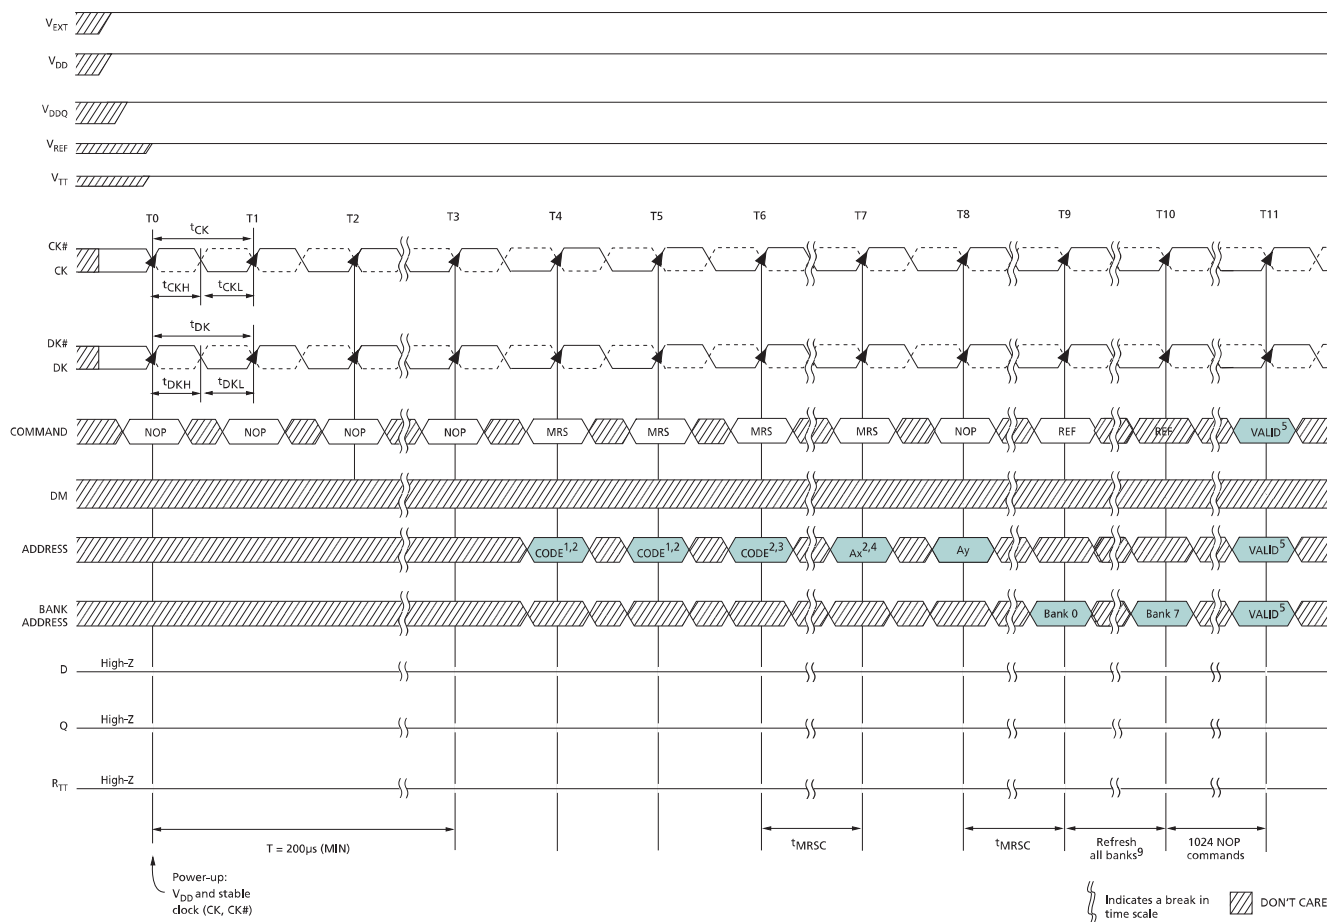 VEXT
VDD
VDDQ
VREF
VTT
T0 T1 T2 T3 T4 T5 T6 T7 T8 T9 T10 T11
tCK
CK#
CK
tCKH tCKL
tDK
DK#
DK
tDKH tDKL
COMMAND NOP NOP NOP NOP MRS MRS MRS MRS NOP REF REF VALID5
DM
ADDRESS CODE1,2 CODE1,2 CODE2,3 Ax2,4 Ay VALID5
BANK
ADDRESS Bank 0 Bank 7 VALID5
D High-Z
Q High-Z
RTT High-Z
T = 200µs (MIN) tMRSC tMRSC
Refresh
all banks9
1024 NOP
commands
Power-up:
VDD and stable
clock (CK, CK#)
Indicates a break in
time scale
DON'T CARE